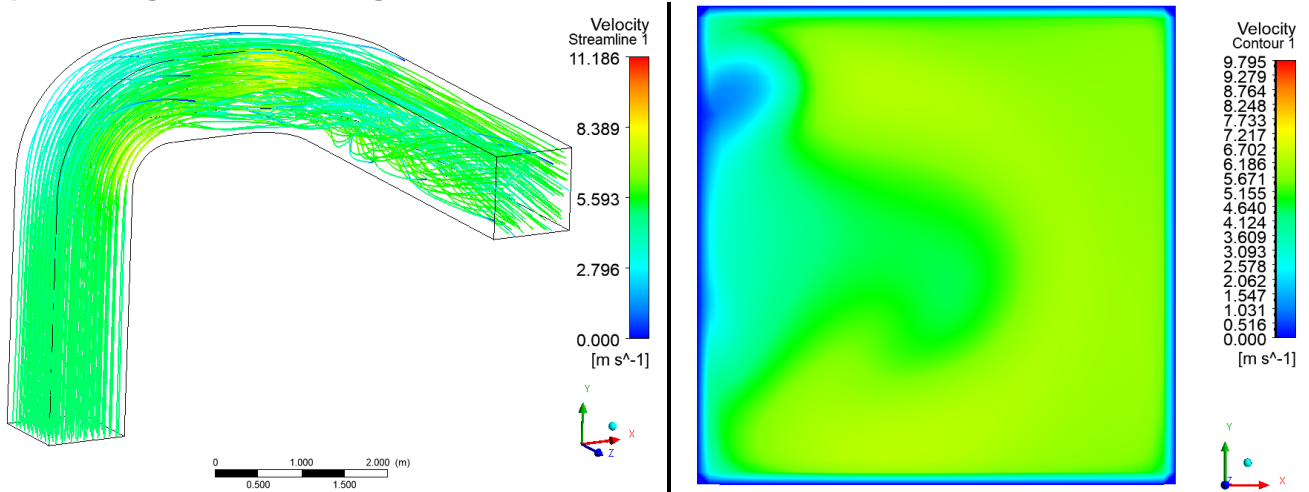 Velocity
Streamline 1
11.186
8.389
5.593
2.796
0.000
[m s^-1]
Y
X
Z
0 1.000 2.000 (m)
0.500 1.500
Velocity
Contour 1
9.795
9.279
8.764
8.248
7.733
7.217
6.702
6.186
5.671
5.155
4.640
4.124
3.609
3.093
2.578
2.062
1.547
1.031
0.516
0.000
[m s^-1]
Y
Z X